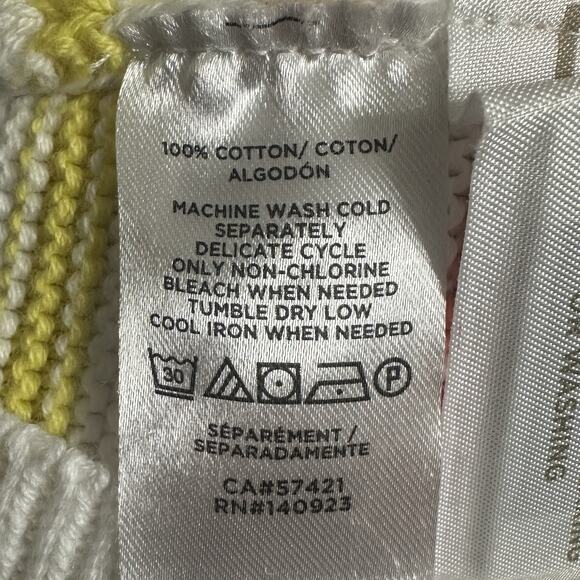 100% COTTON/ COTON/
ALGODÓN
MACHINE WASH COLD
SEPARATELY
DELICATE CYCLE
ONLY NON-CHLORINE
BLEACH WHEN NEEDED
TUMBLE DRY LOW
COOL IRON WHEN NEEDED
30 P
SÉPARÉMENT /
SEPARADAMENTE
CA#57421
RN#140923
WASHING